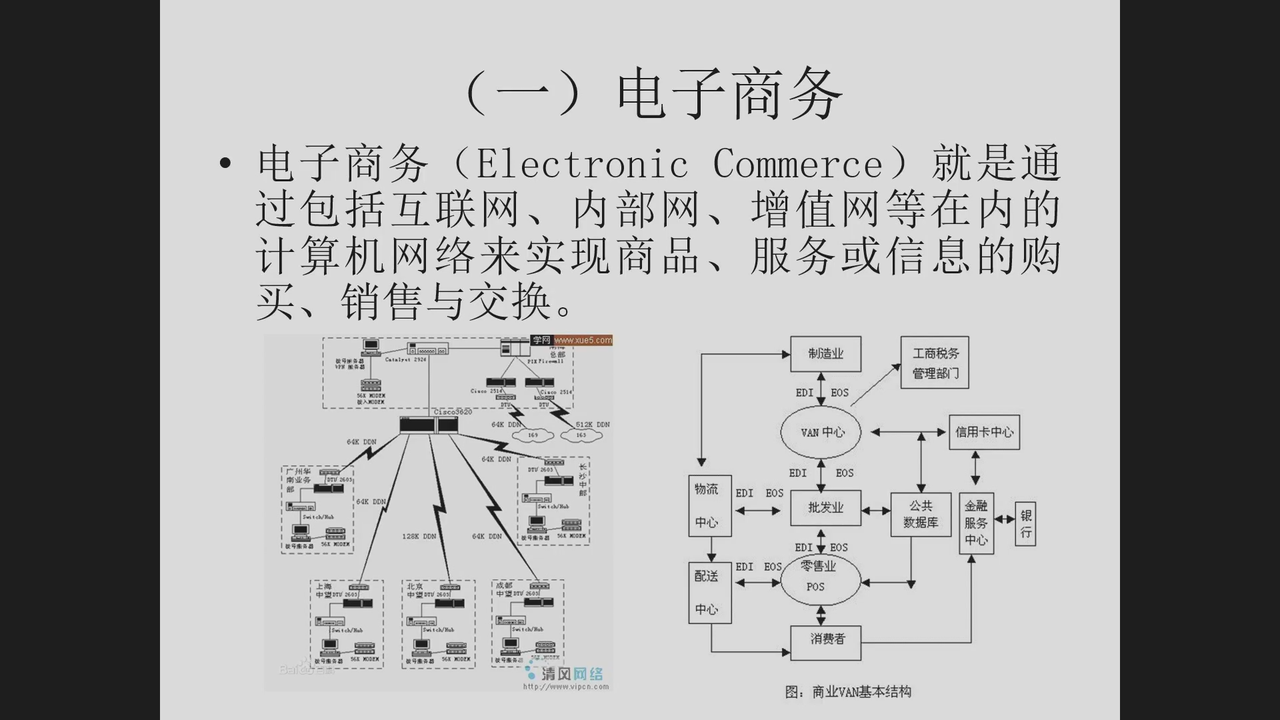 （一）电子商务
• 电子商务（Electronic Commerce）就是通
过包括互联网、内部网、增值网等在内的
计算机网络来实现商品、服务或信息的购
买、销售与交换。
学网 www.xue5.com
总部
拨号服务器
VPN 服务器
Catalyst 2924
PIX Firewall
56K MODEM
接入MODEM
Cisco 2514
Cisco 2514
DTU
DTU
Cisco3620
64K DDN
512K DDN
169
163
64K DDN
64K DDN
广州华
南业务
部
DTU 2603
Switch/Hub
拨号服务器
56K MODEM
长沙中部
DTU 2603
Switch/Hub
拨号服务器
56K MODEM
64K DDN
128K DDN
64K DDN
上海
中望
DTU 2603
Switch/Hub
拨号服务器
56K MODEM
北京
中望
DTU 2603
Switch/Hub
拨号服务器
56K MODEM
成都
中望
DTU 2603
Switch/Hub
拨号服务器
清风网络
http://www.vipcn.com
制造业
工商税务
管理部门
EDI EOS
VAN 中心
信用卡中心
EDI EOS
物流
中心
EDI EOS
批发业
公共
数据库
金融
服务
中心
银行
EDI EOS
配送
中心
EDI EOS
零售业
POS
消费者
图：商业VAN基本结构